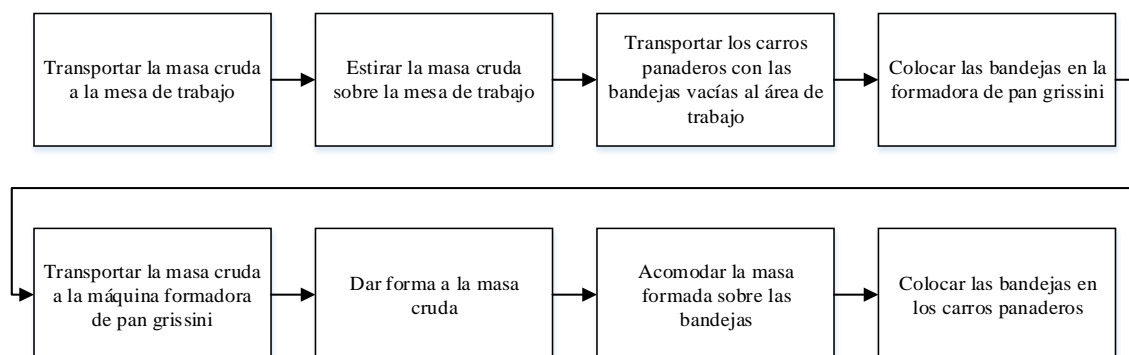 Transportar la masa cruda
a la mesa de trabajo
Estirar la masa cruda
sobre la mesa de trabajo
Transportar los carros
panaderos con las
bandejas vacías al área de
trabajo
Colocar las bandejas en la
formadora de pan grissini
Transportar la masa cruda
a la máquina formadora
de pan grissini
Dar forma a la masa
cruda
Acomodar la masa
formada sobre las
bandejas
Colocar las bandejas en
los carros panaderos